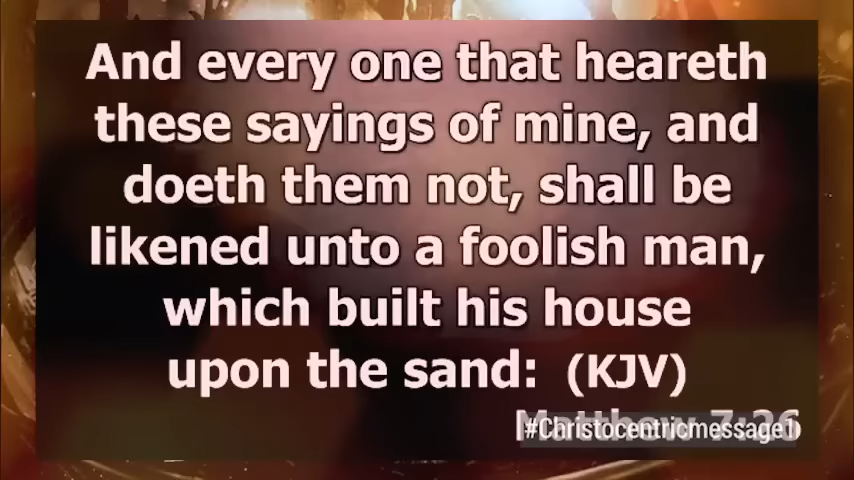 And every one that heareth
these sayings of mine, and
doeth them not, shall be
likened unto a foolish man,
which built his house
upon the sand: (KJV)
Matthew 7:26
#Christocentricmessage1